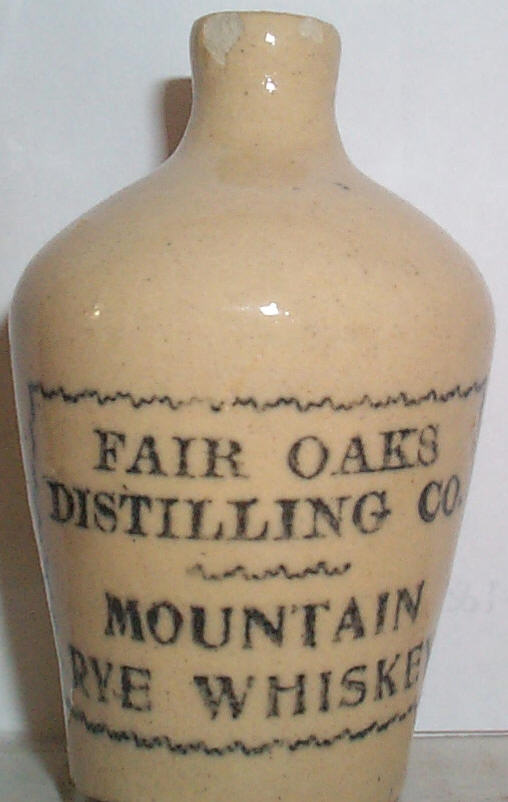 FAIR OAKS
DISTILLING CO.
MOUNTAIN
RYE WHISKEY